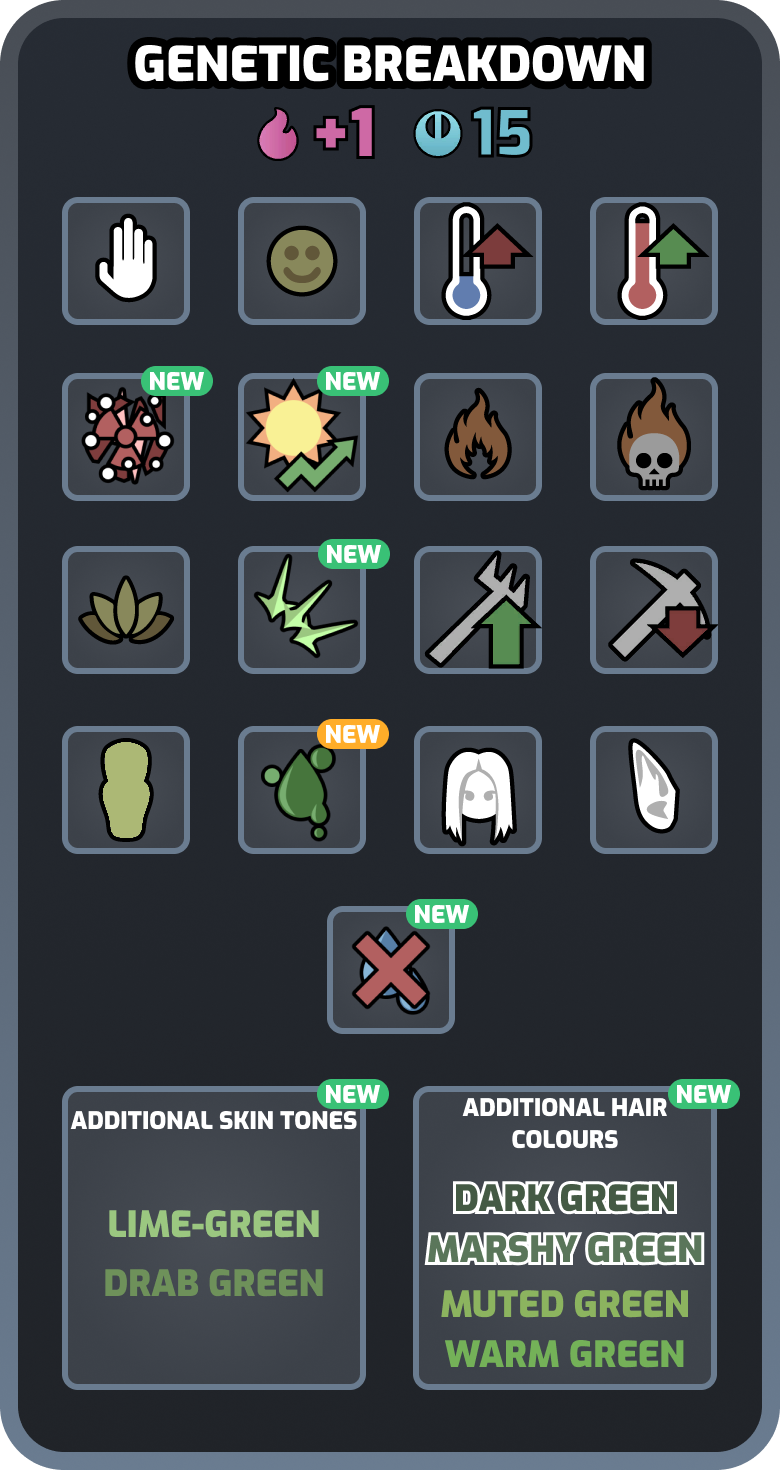 GENETIC BREAKDOWN
+1 15
NEW
NEW
NEW
NEW
NEW
NEW
ADDITIONAL SKIN TONES
LIME-GREEN
DRAB GREEN
NEW
ADDITIONAL HAIR
COLOURS
DARK GREEN
MARSHY GREEN
MUTED GREEN
WARM GREEN